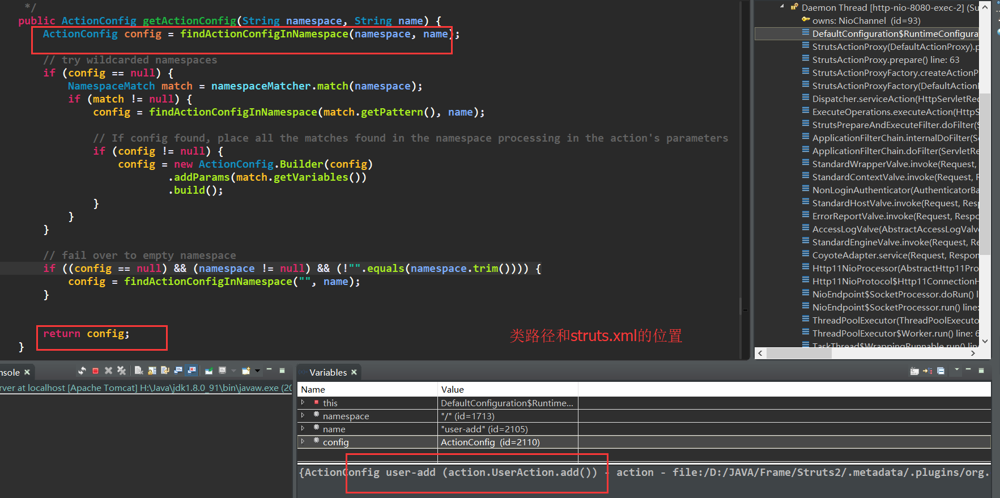 */
public ActionConfig getActionConfig(String namespace, String name) {
ActionConfig config = findActionConfigInNamespace(namespace, name);
// try wildcarded namespaces
if (config == null) {
NamespaceMatch match = namespaceMatcher.match(namespace);
if (match != null) {
config = findActionConfigInNamespace(match.getPattern(), name);
// If config found, place all the matches found in the namespace processing in the action's parameters
if (config != null) {
config = new ActionConfig.Builder(config)
.addParams(match.getVariables())
.build();
}
}
}
// fail over to empty namespace
if ((config == null) && (namespace != null) && (!"".equals(namespace.trim()))) {
config = findActionConfigInNamespace("", name);
}
return config;
类路径和struts.xml的位置
}
Daemon Thread [http-nio-8080-exec-2] (Su
owns: NioChannel (id=93)
DefaultConfiguration$RuntimeConfigura
StrutsActionProxy(DefaultActionProxy).p
StrutsActionProxy.prepare() line: 63
StrutsActionProxyFactory.createActionP
StrutsActionProxyFactory(DefaultActionI
Dispatcher.serviceAction(HttpServletRec
ExecuteOperations.executeAction(HttpS
StrutsPrepareAndExecuteFilter.doFilter(S
ApplicationFilterChain.internalDoFilter(Se
ApplicationFilterChain.doFilter(ServletRe
StandardWrapperValve.invoke(Request,
StandardContextValve.invoke(Request, R
NonLoginAuthenticator(AuthenticatorBa
StandardHostValve.invoke(Request, Resp
ErrorReportValve.invoke(Request, Respo
AccessLogValve(AbstractAccessLogValve
StandardEngineValve.invoke(Request, Re
CoyoteAdapter.service(Request, Respon
Http11NioProcessor(AbstractHttp11Pro
Http11NioProtocol$Http11ConnectionH
NioEndpoint$SocketProcessor.doRun() l
NioEndpoint$SocketProcessor.run() line:
ThreadPoolExecutor(ThreadPoolExecuto
ThreadPoolExecutor$Worker.run() line: 6
TaskThread$WrappingRunnable.run() line
nsole
rver at localhost [Apache Tomcat] H:\Java\jdk1.8.0_91\bin\javaw.exe (20
Variables
Name Value
this DefaultConfiguration$Runtime...
namespace "/" (id=1713)
name "user-add" (id=2105)
config ActionConfig (id=2110)
{ActionConfig user-add (action.UserAction.add()) - action - file:/D:/JAVA/Frame/Struts2/.metadata/.plugins/org.